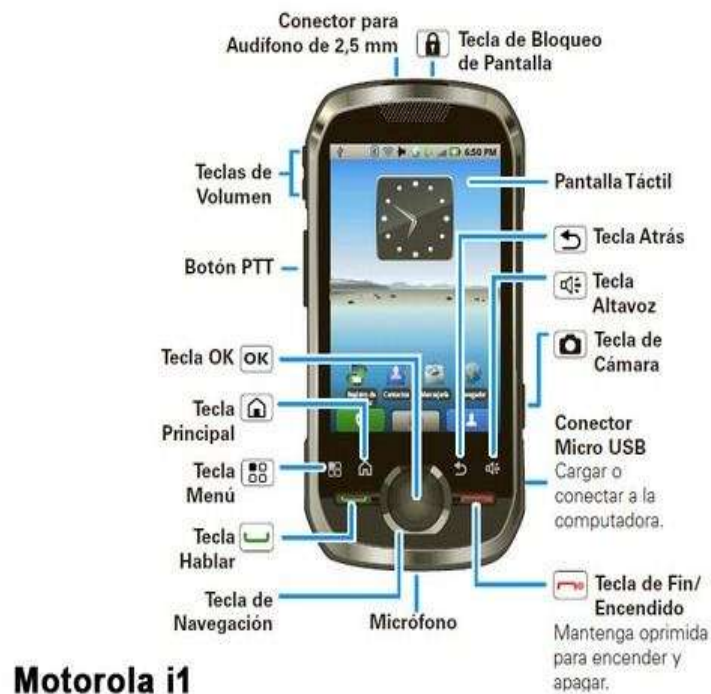 Conector para
Audífono de 2,5 mm
Tecla de Bloqueo
de Pantalla
6:50 PM
Teclas de
Volumen
Pantalla Táctil
Tecla Atrás
Botón PTT
Tecla
Altavoz
Tecla OK OK
Tecla de
Cámara
Tecla
Principal
Contactos
Conector
Micro USB
Cargar o
conectar a la
computadora.
Tecla
Menú
Tecla
Hablar
Tecla de
Navegación
Micrófono
Tecla de Fin/
Encendido
Mantenga oprimida
para encender y
apagar.
Motorola i1